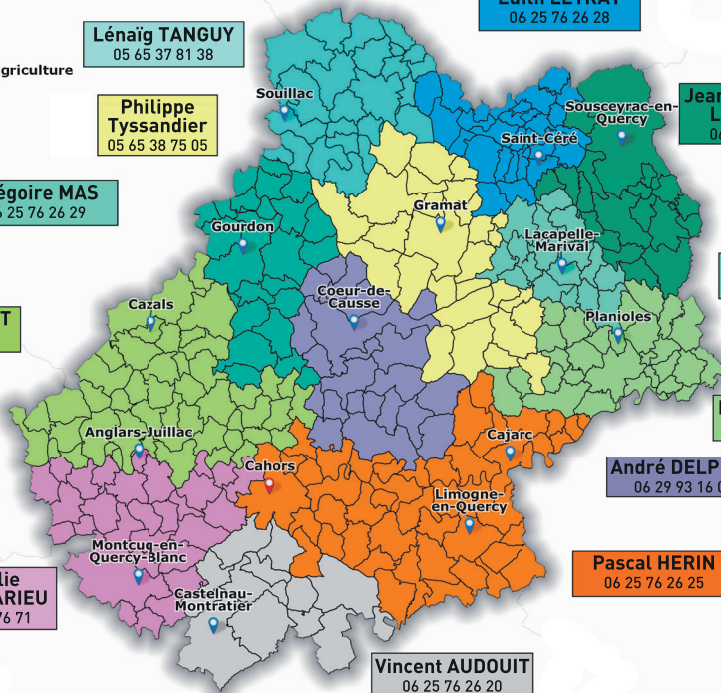 06 25 76 26 28
Lénaïg TANGUY
05 65 37 81 38
griculture
Souillac
Philippe
Tyssandier
05 65 38 75 05
Sousceyrac-en-
Quercy
Jean
L
06
Saint-Céré
égoire MAS
25 76 26 29
Gramat
Gourdon
Lacapelle-
Marival
Coeur-de-
Causse
Cazals
T
Planioles
Anglars-Juillac
Cajarc
Cahors
André DELP
06 29 93 16 0
Limogne-
en-Quercy
Montcuq-en-
Quercy-Blanc
Pascal HERIN
06 25 76 26 25
lie
ARIEU
76 71
Castelnau-
Montratier
Vincent AUDOUIT
06 25 76 26 20